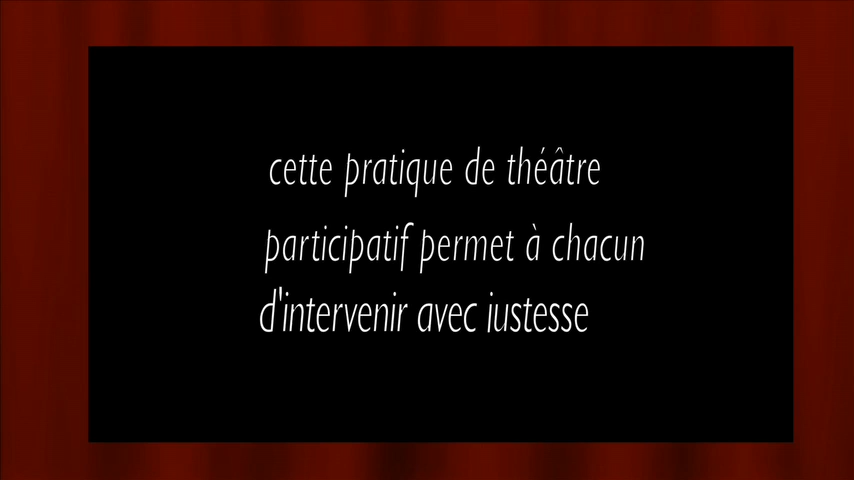 cette pratique de théâtre
participatif permet à chacun
d'intervenir avec iustesse